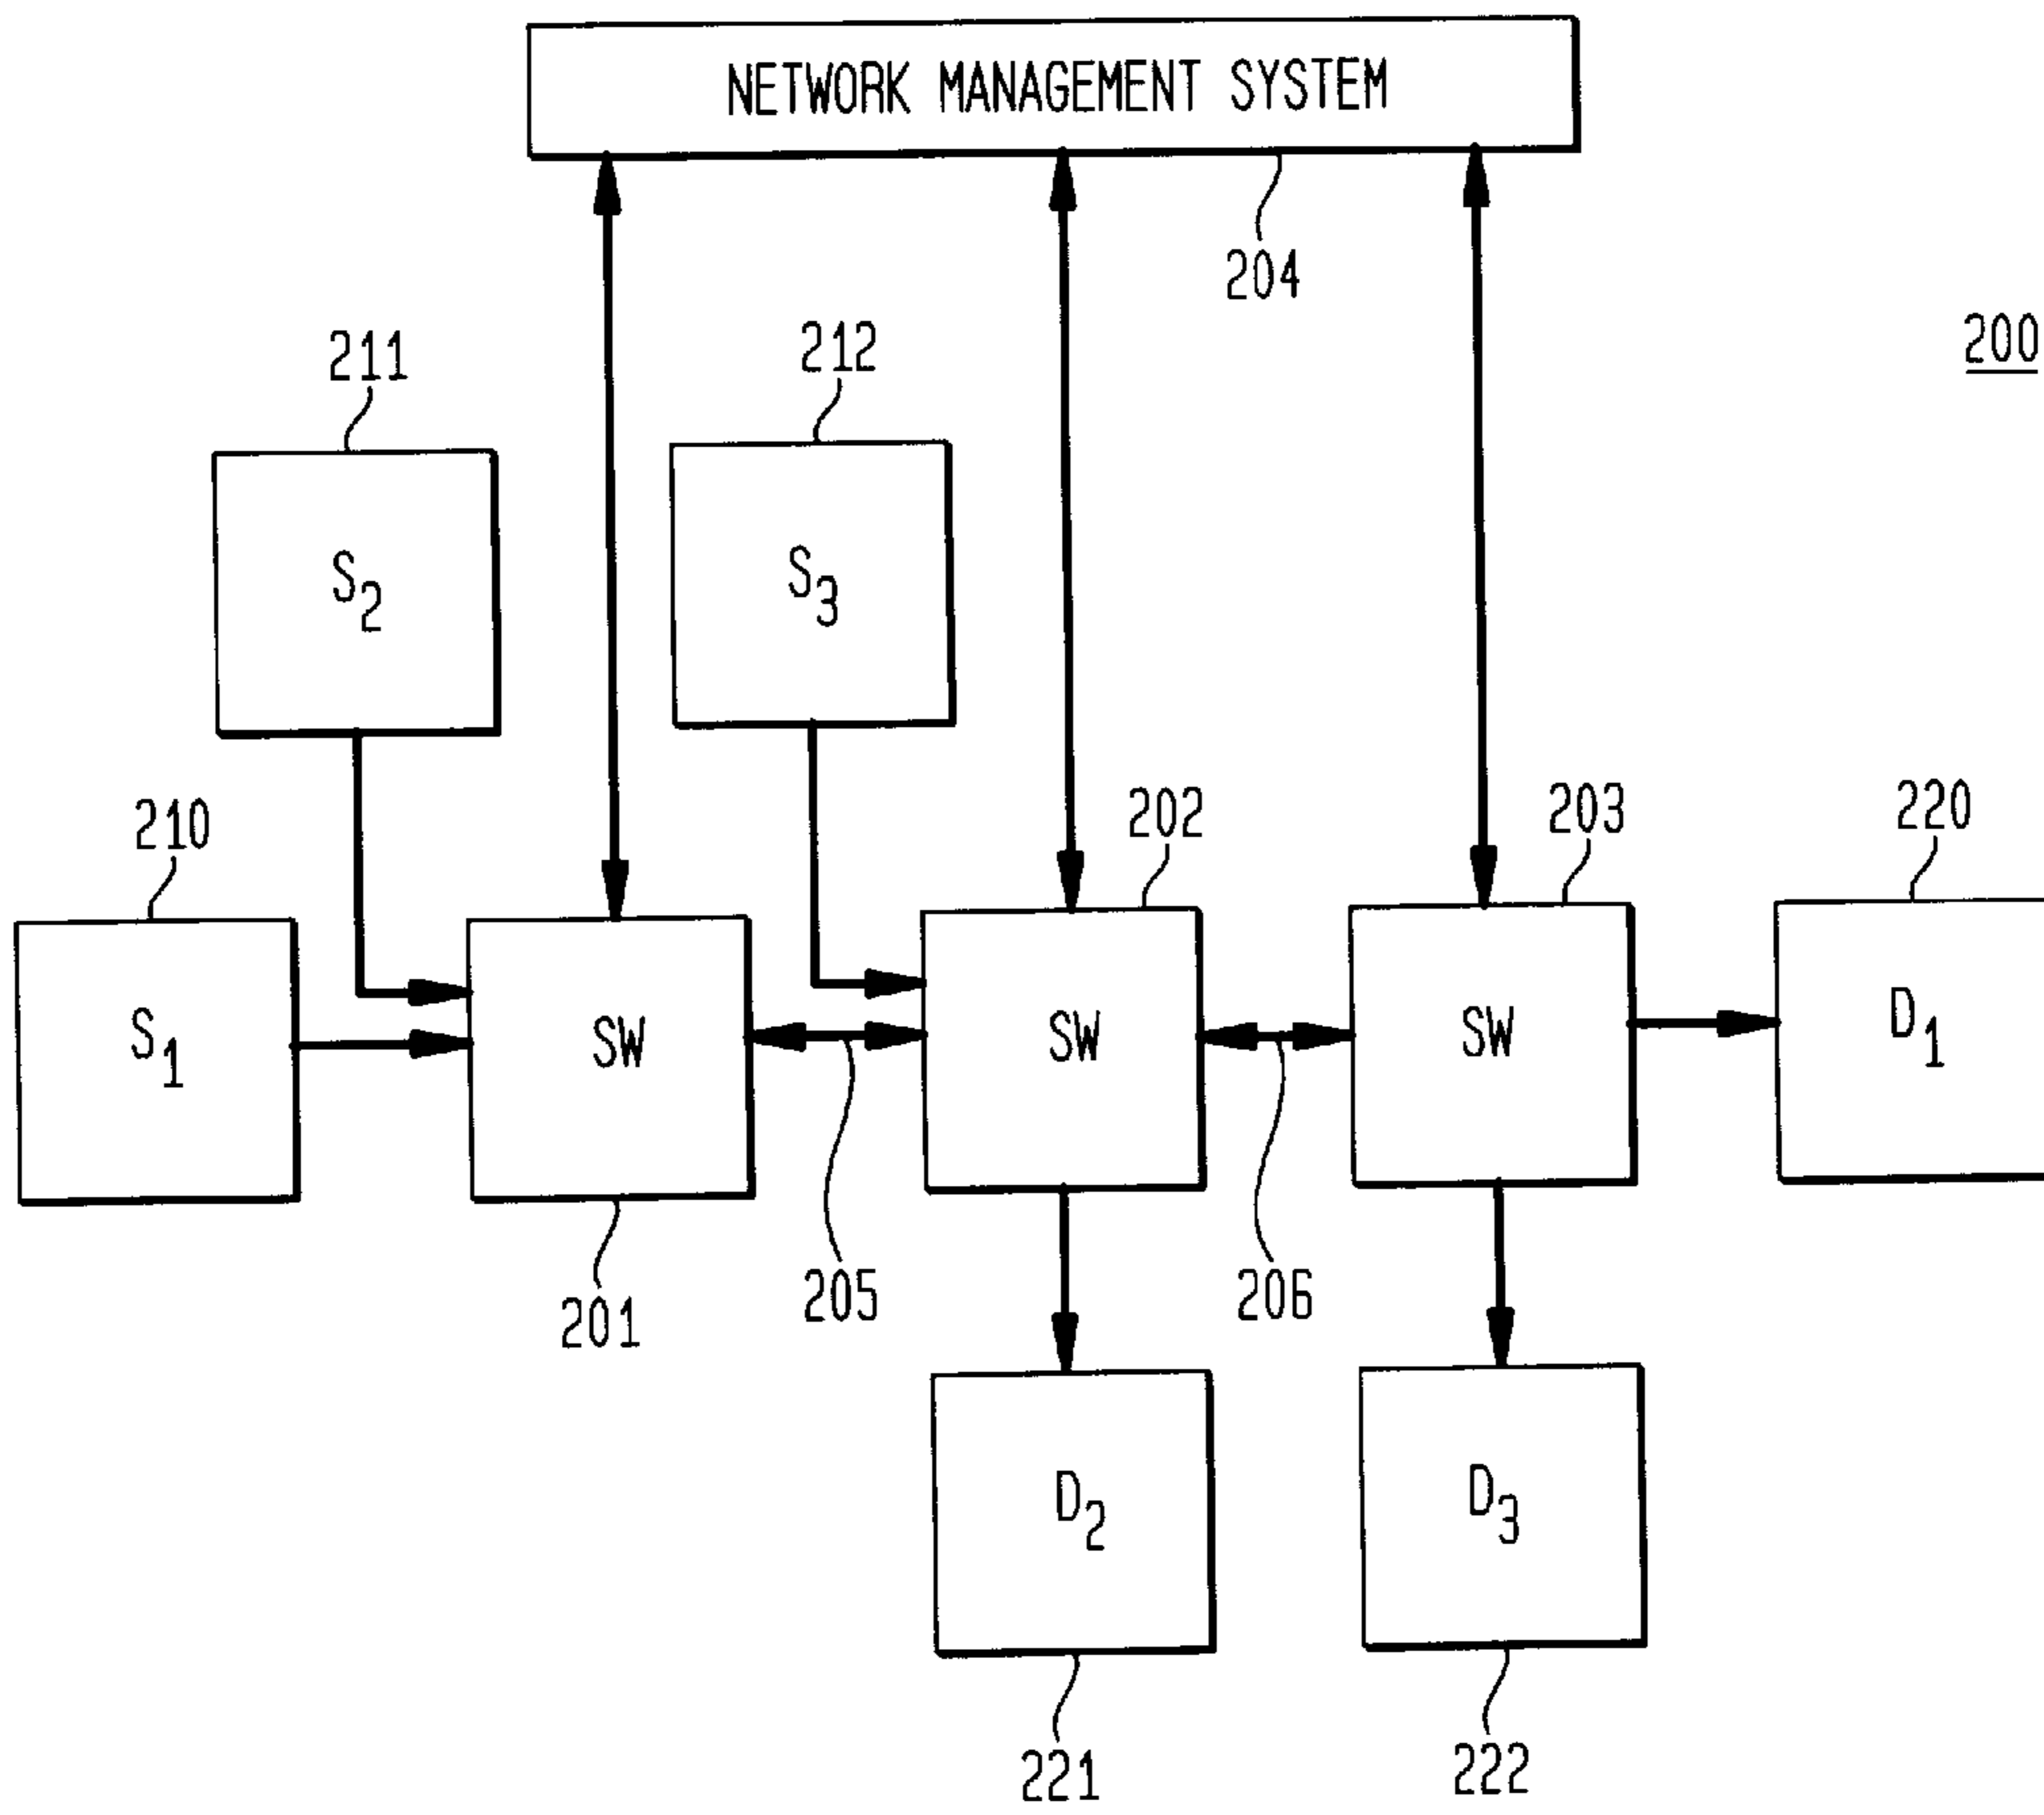 NETWORK MANAGEMENT SYSTEM
204
200
211
212
S2
S3
210
202
203
220
S1
SW
SW
SW
D1
201
205
206
D2
D3
221
222